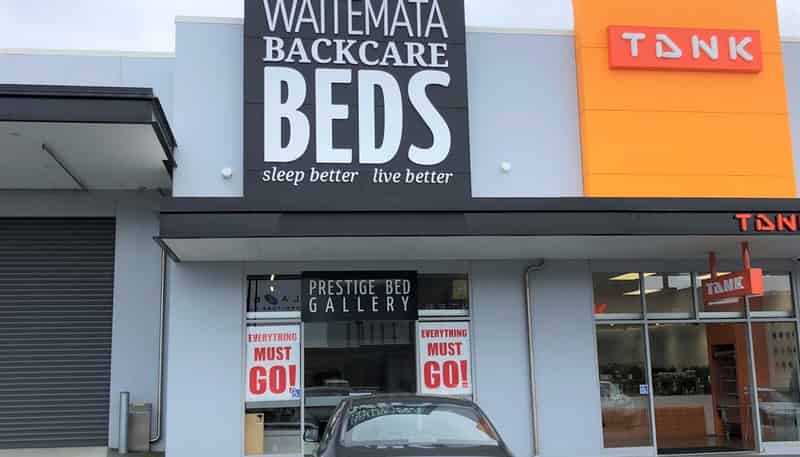 WAITEMATA
BACKCARE
BEDS
sleep better live better
TANK
TANK
TANK
PRESTIGE BED
GALLERY
EVERYTHING
MUST
GO!
EVERYTHING
MUST
GO!